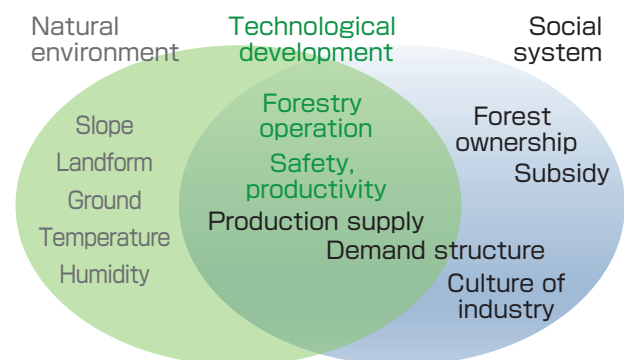 Natural
environment
Technological
development
Social
system
Slope
Landform
Ground
Temperature
Humidity
Forestry
operation
Safety,
productivity
Production supply
Demand structure
Forest
ownership
Subsidy
Culture of
industry